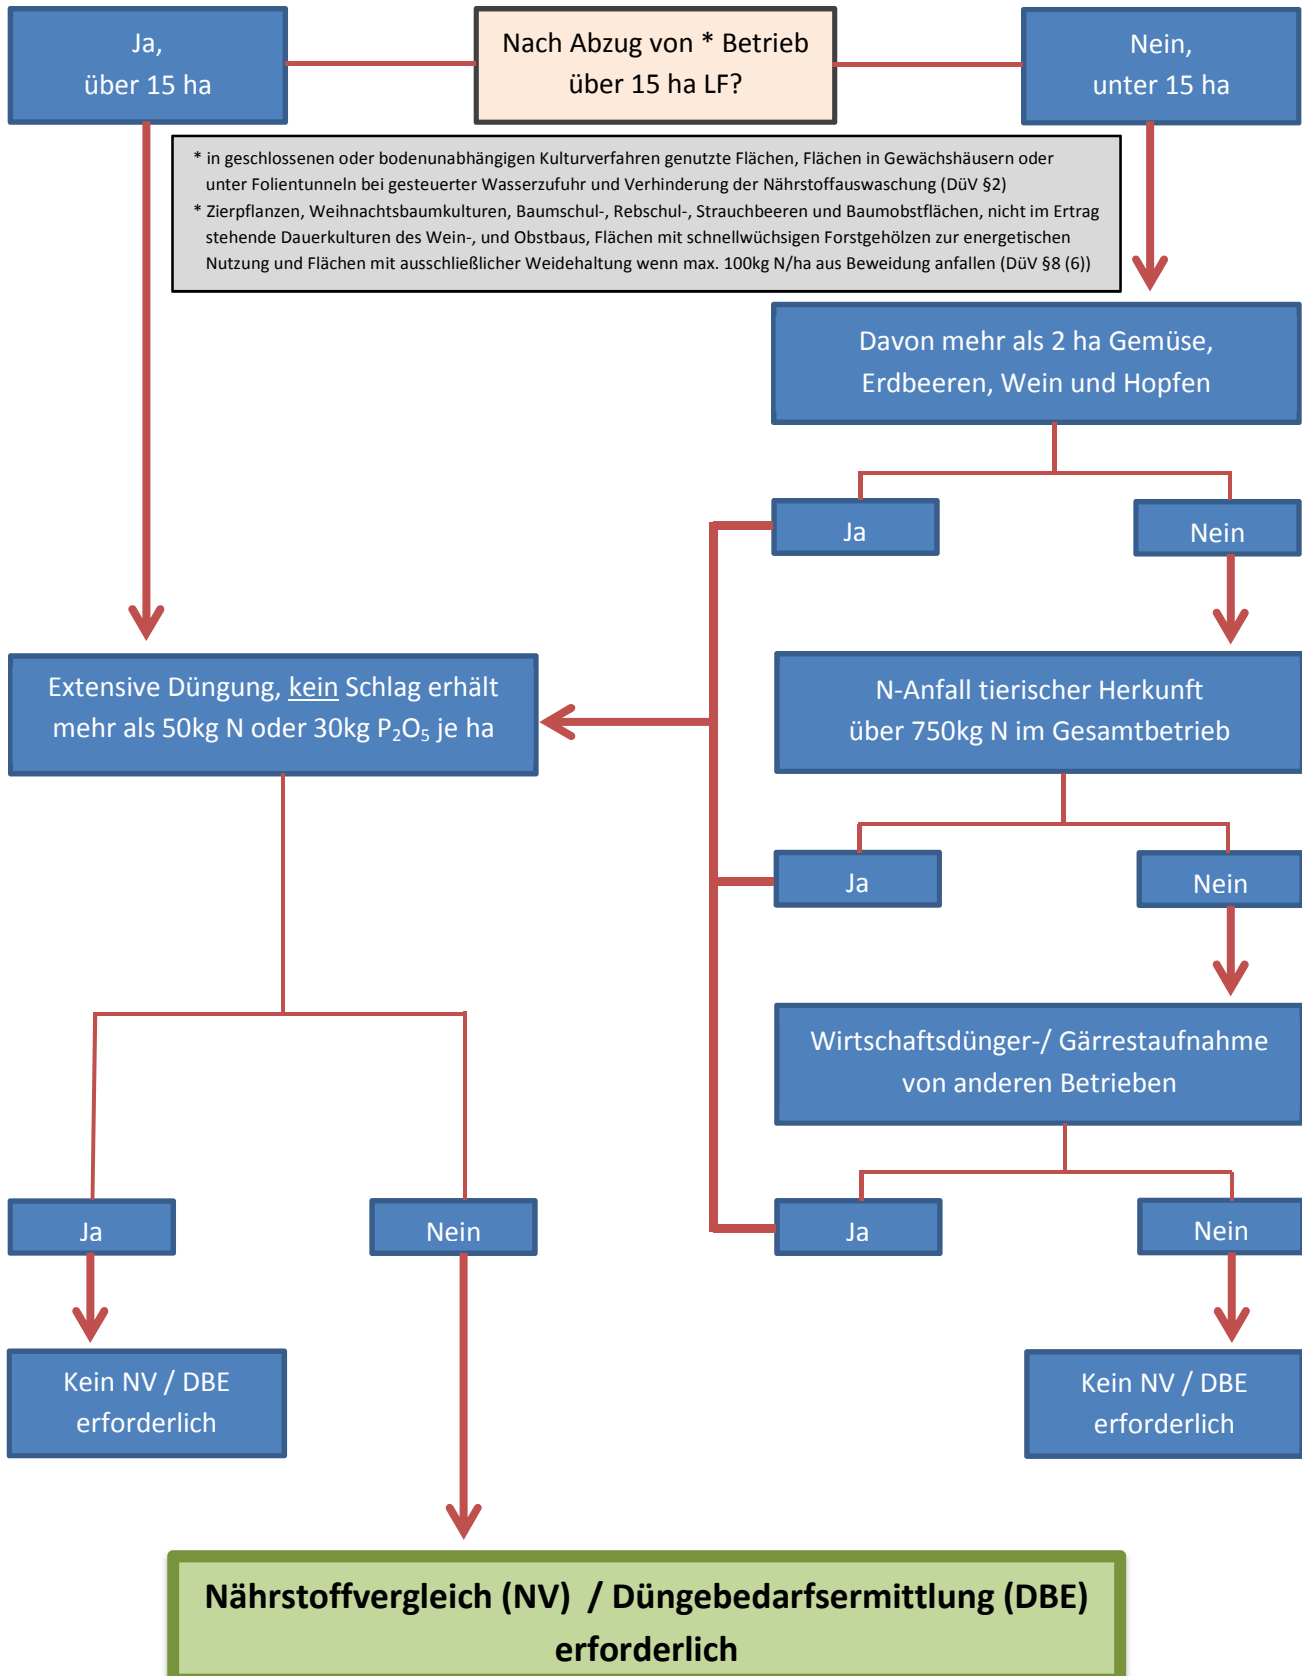 Ja,
über 15 ha
Nach Abzug von * Betrieb
über 15 ha LF?
Nein,
unter 15 ha
* in geschlossenen oder bodenunabhängigen Kulturverfahren genutzte Flächen, Flächen in Gewächshäusern oder
unter Folientunneln bei gesteuerter Wasserzufuhr und Verhinderung der Nährstoffauswaschung (DüV §2)
* Zierpflanzen, Weihnachtsbaumkulturen, Baumschul-, Rebschul-, Strauchbeeren und Baumobstflächen, nicht im Ertrag
stehende Dauerkulturen des Wein-, und Obstbaus, Flächen mit schnellwüchsigen Forstgehölzen zur energetischen
Nutzung und Flächen mit ausschließlicher Weidehaltung wenn max. 100kg N/ha aus Beweidung anfallen (DüV §8 (6))
Davon mehr als 2 ha Gemüse,
Erdbeeren, Wein und Hopfen
Ja
Nein
Extensive Düngung, kein Schlag erhält
mehr als 50kg N oder 30kg P₂O₅ je ha
N-Anfall tierischer Herkunft
über 750kg N im Gesamtbetrieb
Ja
Nein
Wirtschaftsdünger-/ Gärrestaufnahme
von anderen Betrieben
Ja
Nein
Ja
Nein
Kein NV / DBE
erforderlich
Kein NV / DBE
erforderlich
Nährstoffvergleich (NV) / Düngebedarfsermittlung (DBE)
erforderlich